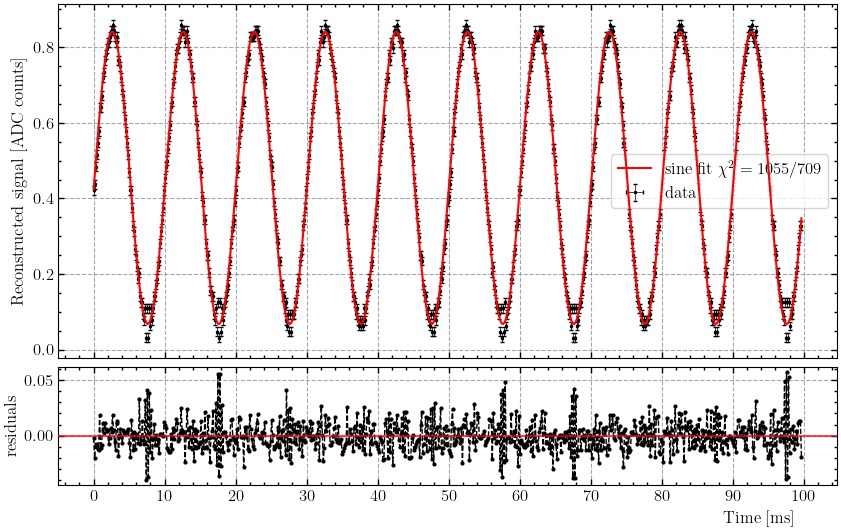 Reconstructed signal [ADC counts]
0.8
0.6
0.4
0.2
0.0
sine fit χ² = 1055/709
data
residuals
0.05
0.00
0 10 20 30 40 50 60 70 80 90 100
Time [ms]